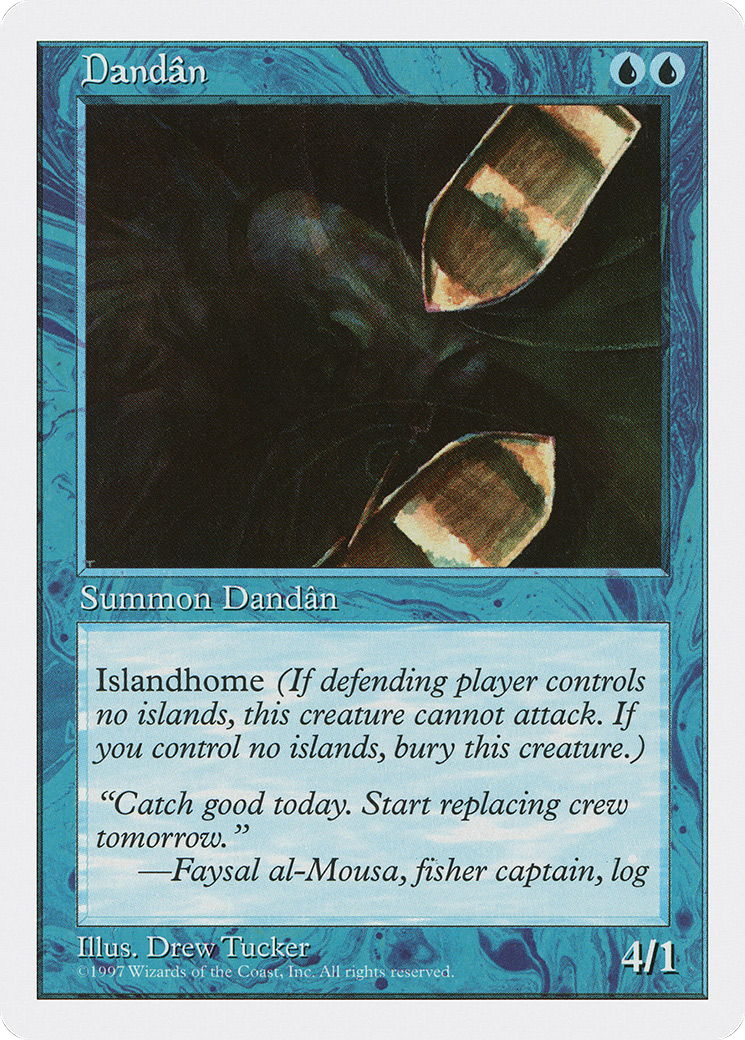 Dandân
Summon Dandân
Islandhome (If defending player controls
no islands, this creature cannot attack. If
you control no islands, bury this creature.)
“Catch good today. Start replacing crew
tomorrow.”
—Faysal al-Mousa, fisher captain, log
Illus. Drew Tucker
©1997 Wizards of the Coast, Inc. All rights reserved.
4/1